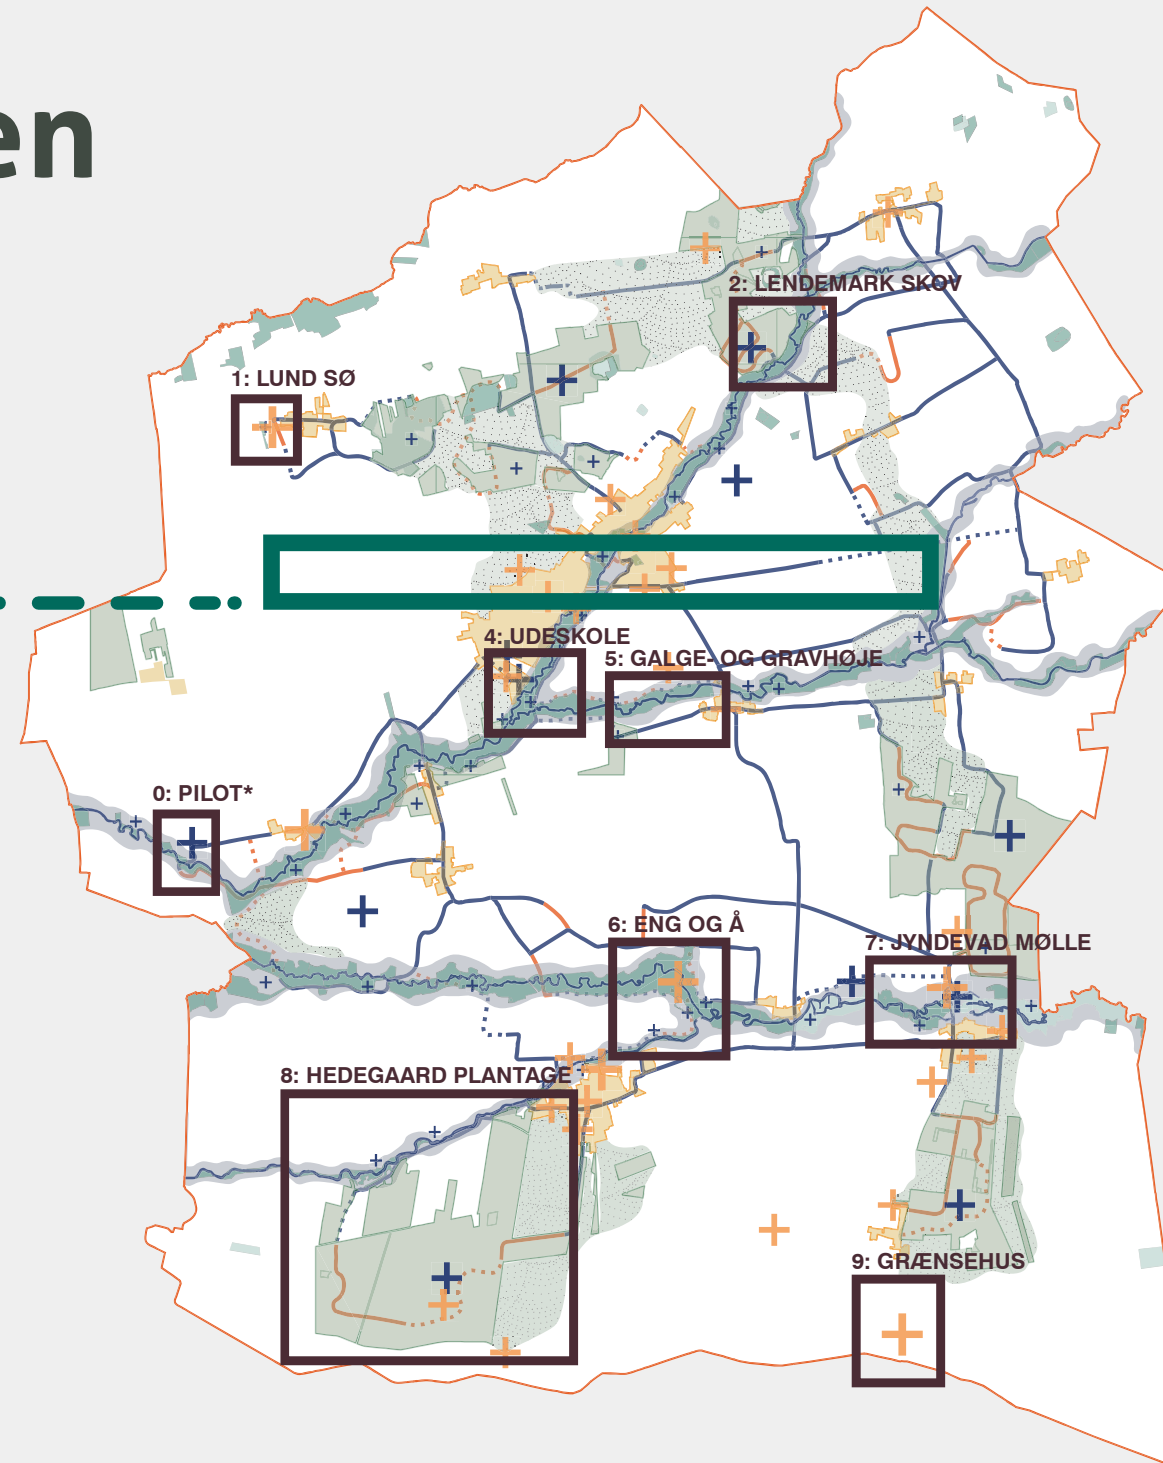 en
2: LENDEMARK SKOV
1: LUND SØ
4: UDESKOLE
5: GALGE- OG GRAVHØJE
0: PILOT*
6: ENG OG Å
7: JYNDEVAD MØLLE
8: HEDEGAARD PLANTAGE
9: GRÆNSEHUS